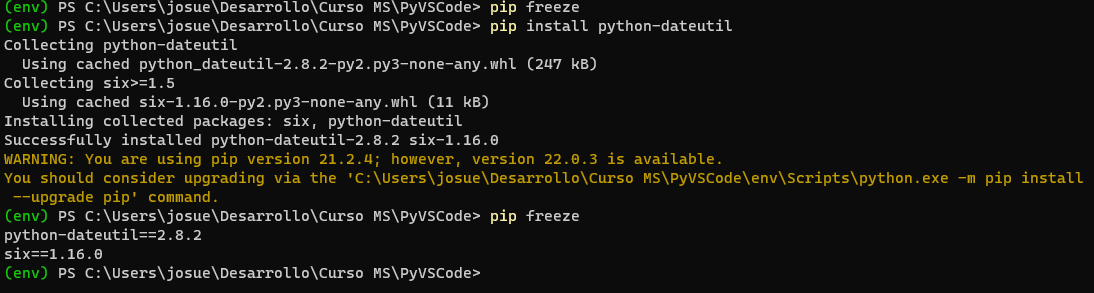 (env) PS C:\Users\josue\Desarrollo\Curso MS\PyVSCode> pip freeze
(env) PS C:\Users\josue\Desarrollo\Curso MS\PyVSCode> pip install python-dateutil
Collecting python-dateutil
  Using cached python_dateutil-2.8.2-py2.py3-none-any.whl (247 kB)
Collecting six>=1.5
  Using cached six-1.16.0-py2.py3-none-any.whl (11 kB)
Installing collected packages: six, python-dateutil
Successfully installed python-dateutil-2.8.2 six-1.16.0
WARNING: You are using pip version 21.2.4; however, version 22.0.3 is available.
You should consider upgrading via the 'C:\Users\josue\Desarrollo\Curso MS\PyVSCode\env\Scripts\python.exe -m pip install
 --upgrade pip' command.
(env) PS C:\Users\josue\Desarrollo\Curso MS\PyVSCode> pip freeze
python-dateutil==2.8.2
six==1.16.0
(env) PS C:\Users\josue\Desarrollo\Curso MS\PyVSCode>